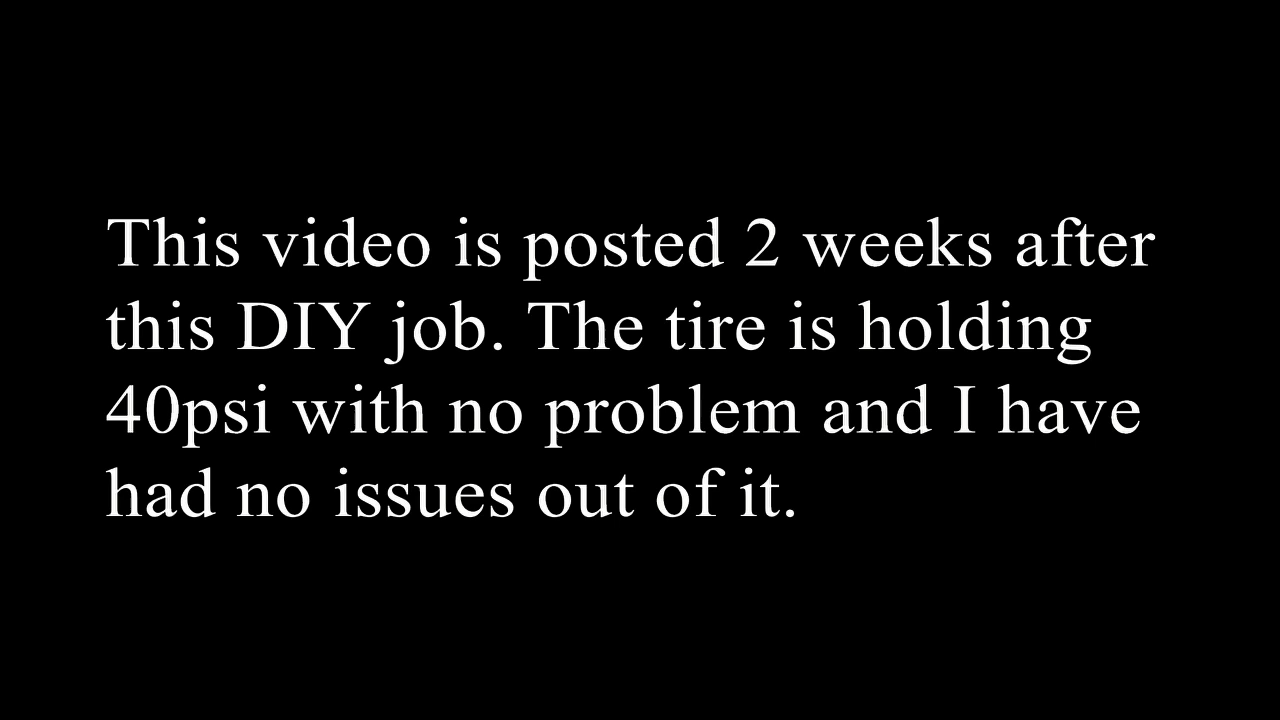 This video is posted 2 weeks after
this DIY job. The tire is holding
40psi with no problem and I have
had no issues out of it.